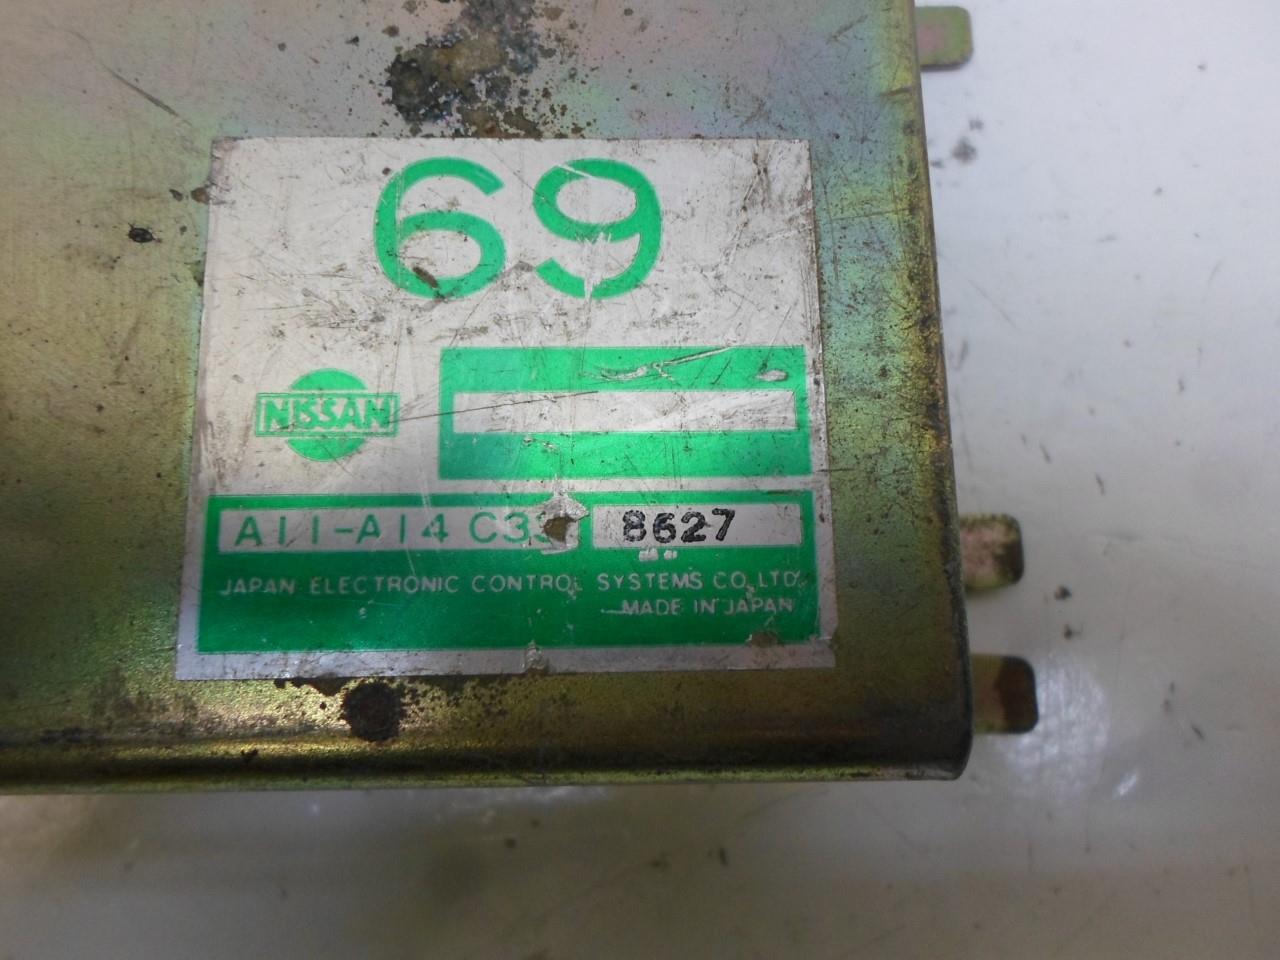 69
NISSAN
A11-A14 C33 8627
JAPAN ELECTRONIC CONTROL SYSTEMS CO.,LTD.
MADE IN JAPAN